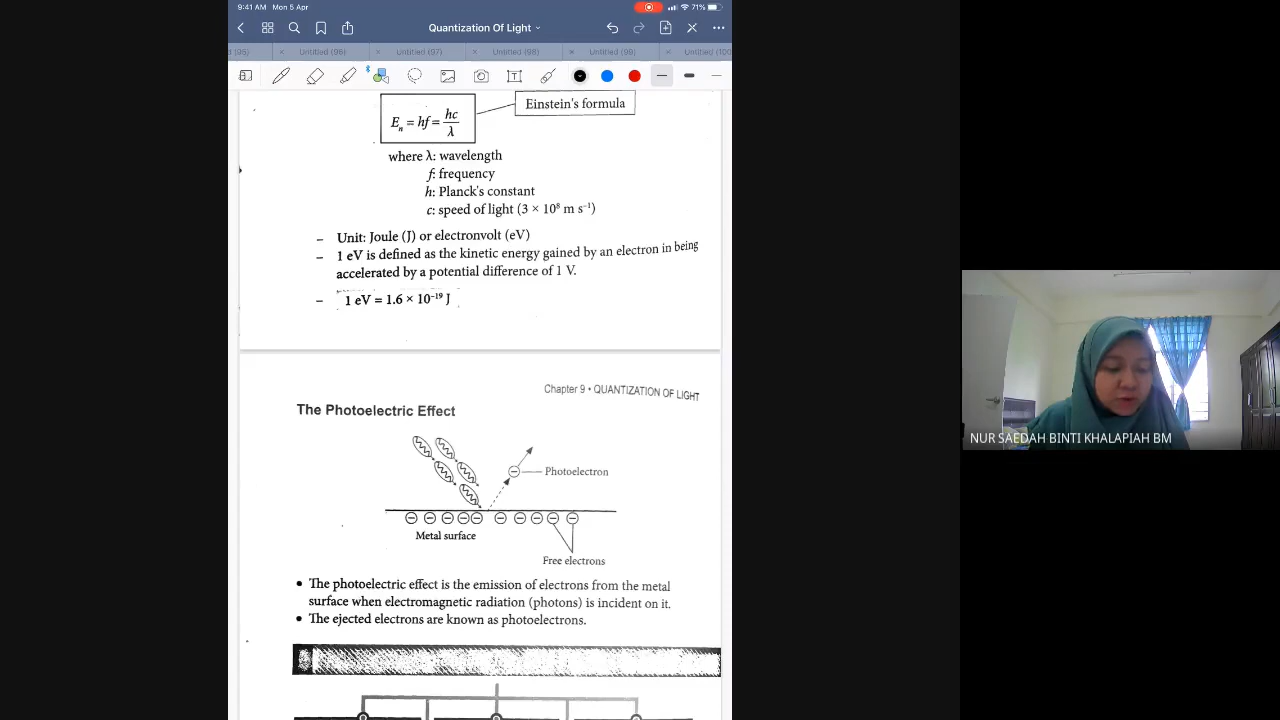 9:41 AM Mon 5 Apr
71%
Quantization Of Light
(95)
Untitled (96)
Untitled (97)
Untitled (98)
Untitled (99)
Untitled (100
Einstein's formula
Eₙ = hf = hc/λ
where λ: wavelength
f: frequency
h: Planck's constant
c: speed of light (3 × 10⁸ m s⁻¹)
– Unit: Joule (J) or electronvolt (eV)
– 1 eV is defined as the kinetic energy gained by an electron in being
accelerated by a potential difference of 1 V.
– 1 eV = 1.6 × 10⁻¹⁹ J
Chapter 9 • QUANTIZATION OF LIGHT
The Photoelectric Effect
Photoelectron
Metal surface
Free electrons
• The photoelectric effect is the emission of electrons from the metal
surface when electromagnetic radiation (photons) is incident on it.
• The ejected electrons are known as photoelectrons.
NUR SAEDAH BINTI KHALAPIAH BM